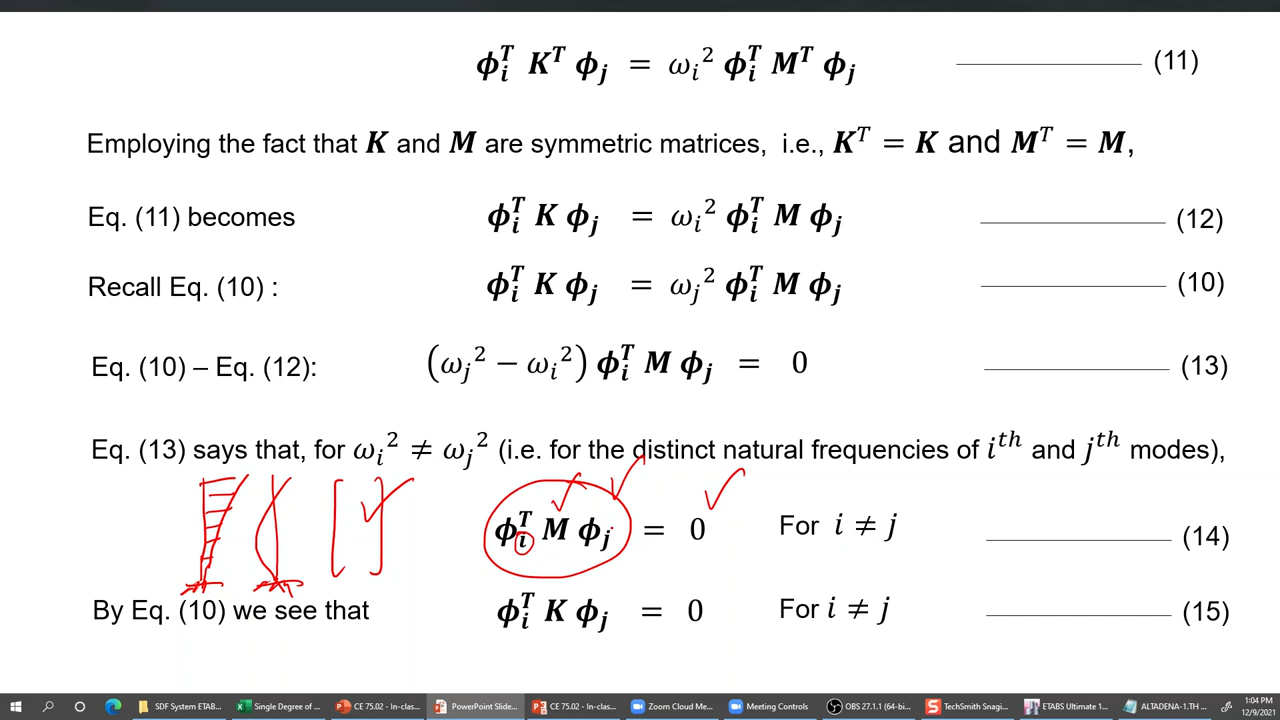 ϕᵢᵀ Kᵀ ϕⱼ = ωᵢ² ϕᵢᵀ Mᵀ ϕⱼ (11)
Employing the fact that K and M are symmetric matrices, i.e., Kᵀ = K and Mᵀ = M,
Eq. (11) becomes ϕᵢᵀ K ϕⱼ = ωᵢ² ϕᵢᵀ M ϕⱼ (12)
Recall Eq. (10) : ϕᵢᵀ K ϕⱼ = ωⱼ² ϕᵢᵀ M ϕⱼ (10)
Eq. (10) – Eq. (12): (ωⱼ² − ωᵢ²) ϕᵢᵀ M ϕⱼ = 0 (13)
Eq. (13) says that, for ωᵢ² ≠ ωⱼ² (i.e. for the distinct natural frequencies of iᵗʰ and jᵗʰ modes),
ϕᵢᵀ M ϕⱼ = 0 For i ≠ j (14)
By Eq. (10) we see that ϕᵢᵀ K ϕⱼ = 0 For i ≠ j (15)
SDF System ETAB... Single Degree of ... CE 75.02 - In-clas... PowerPoint Slide... CE 75.02 - In-clas... Zoom Cloud Me... Meeting Controls OBS 27.1.1 (64-bi... TechSmith Snagi... ETABS Ultimate 1... ALTADENA-1.TH ... 1:04 PM
12/9/2021